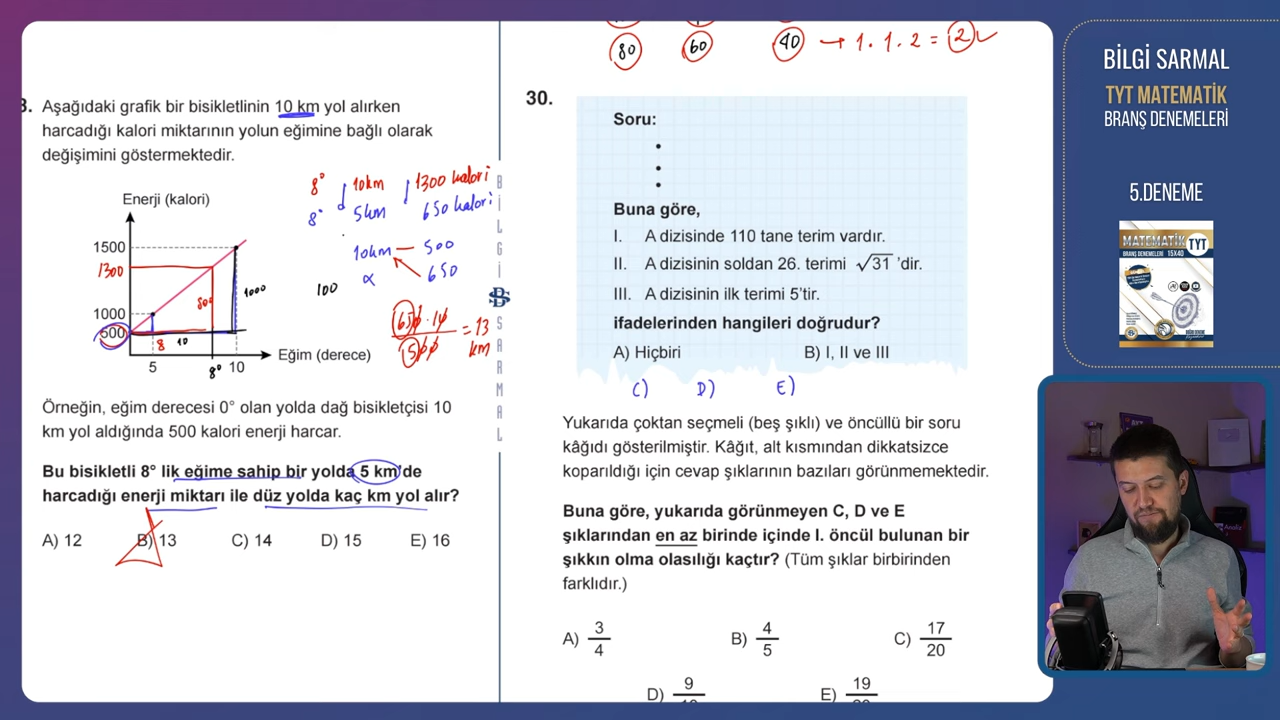 80 60 40 → 1. 1. 2 = 2
Aşağıdaki grafik bir bisikletlinin 10 km yol alırken
harcadığı kalori miktarının yolun eğimine bağlı olarak
değişimini göstermektedir.
Enerji (kalori)
1500
1300
1000
500
5
8°
10
Eğim (derece)
8
10
800
1000
8° 10km 1300 kalori
8° 5km 650 kalori
10km — 500
α 650
100
650 . 10
500
= 13
km
Örneğin, eğim derecesi 0° olan yolda dağ bisikletçisi 10
km yol aldığında 500 kalori enerji harcar.
Bu bisikletli 8° lik eğime sahip bir yolda 5 km'de
harcadığı enerji miktarı ile düz yolda kaç km yol alır?
A) 12 B) 13 C) 14 D) 15 E) 16
BİLGİ SARMAL
30.
Soru:
Buna göre,
I. A dizisinde 110 tane terim vardır.
II. A dizisinin soldan 26. terimi √31 'dir.
III. A dizisinin ilk terimi 5'tir.
ifadelerinden hangileri doğrudur?
A) Hiçbiri B) I, II ve III
C) D) E)
Yukarıda çoktan seçmeli (beş şıklı) ve öncüllü bir soru
kâğıdı gösterilmiştir. Kâğıt, alt kısmından dikkatsizce
koparıldığı için cevap şıklarının bazıları görünmemektedir.
Buna göre, yukarıda görünmeyen C, D ve E
şıklarından en az birinde içinde I. öncül bulunan bir
şıkkın olma olasılığı kaçtır? (Tüm şıklar birbirinden
farklıdır.)
A) 3/4 B) 4/5 C) 17/20
D) 9 E) 19
BİLGİ SARMAL
TYT MATEMATİK
BRANŞ DENEMELERİ
5.DENEME
MATEMATİK TYT
BRANŞ DENEMELERİ 15X40